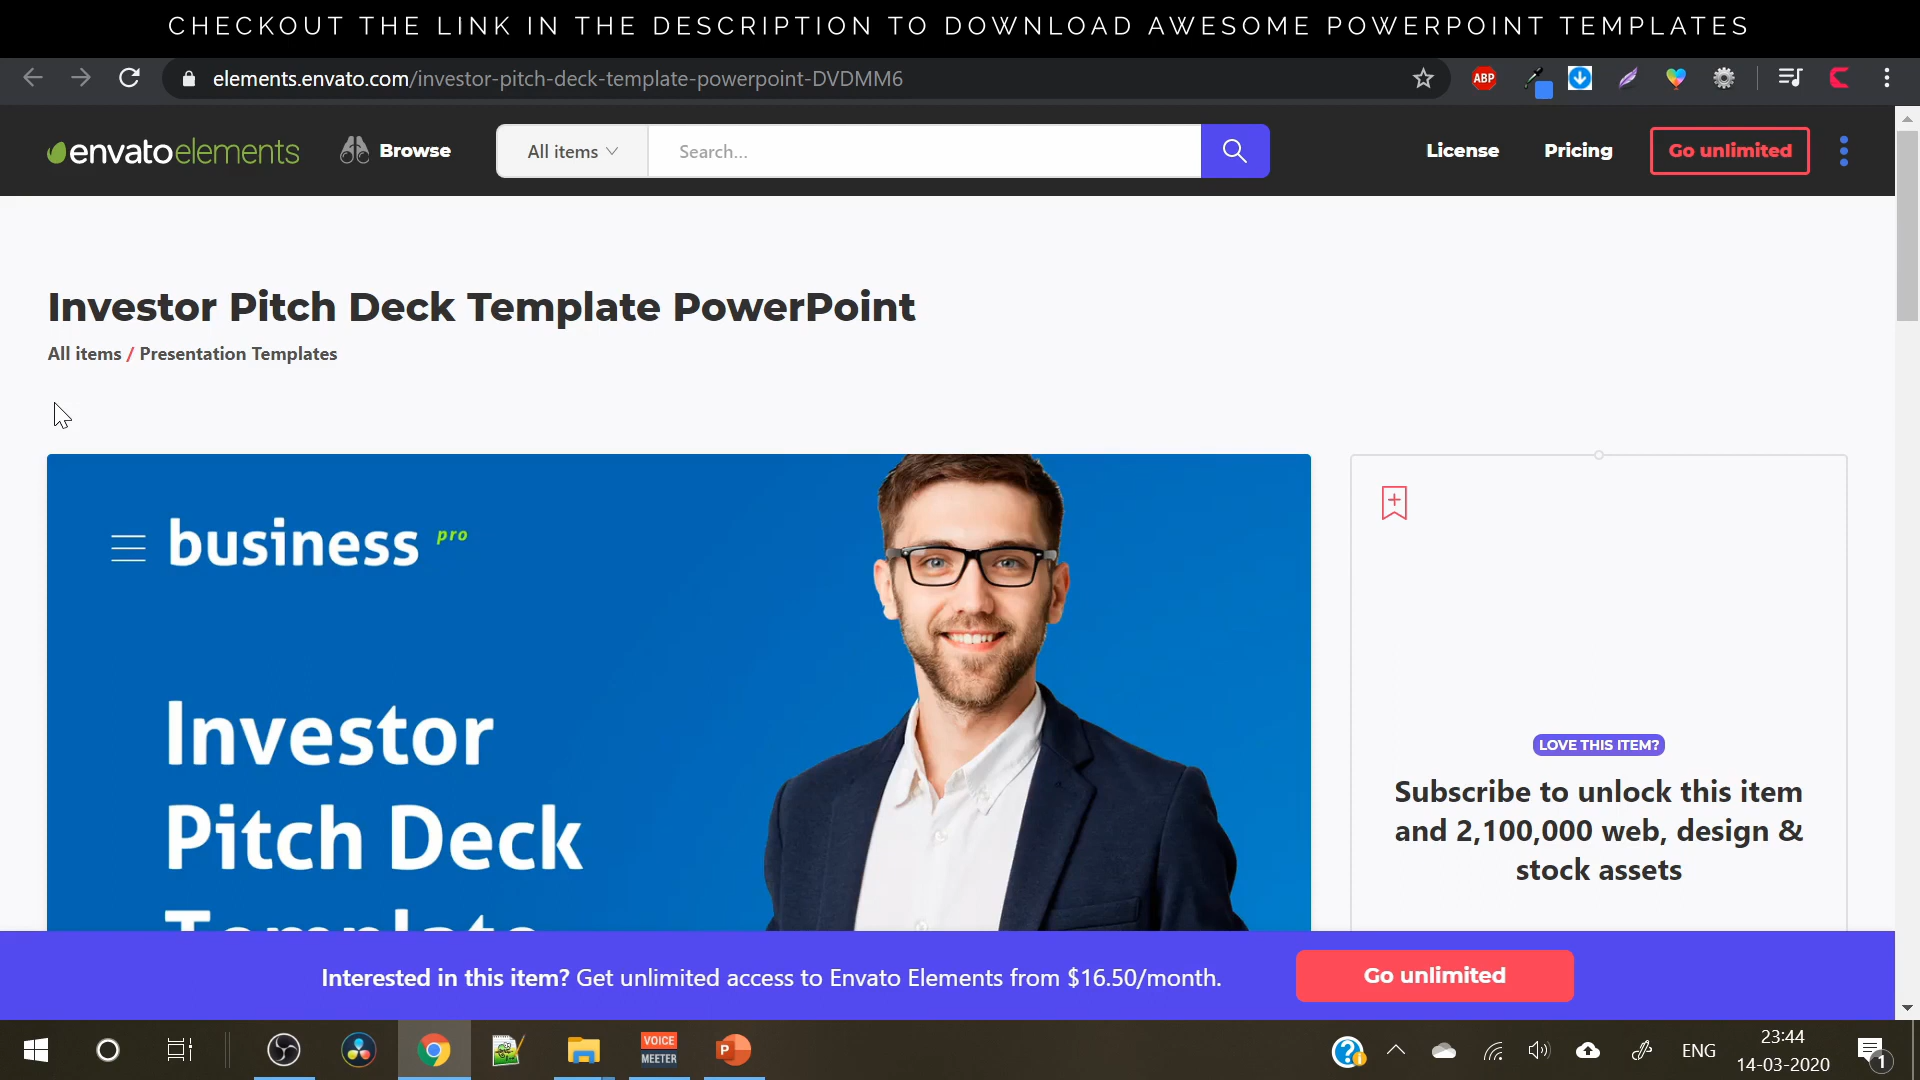 CHECKOUT THE LINK IN THE DESCRIPTION TO DOWNLOAD AWESOME POWERPOINT TEMPLATES
elements.envato.com/investor-pitch-deck-template-powerpoint-DVDMM6
ABP
envatoelements
Browse
All items
Search...
License
Pricing
Go unlimited
Investor Pitch Deck Template PowerPoint
All items / Presentation Templates
business pro
Investor
Pitch Deck
Template
LOVE THIS ITEM?
Subscribe to unlock this item
and 2,100,000 web, design &
stock assets
Interested in this item? Get unlimited access to Envato Elements from $16.50/month.
Go unlimited
VOICE
MEETER
P
ENG
23:44
14-03-2020
1